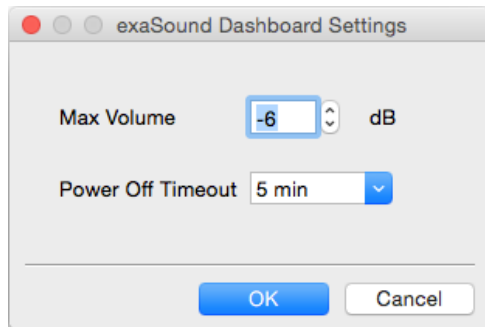 exaSound Dashboard Settings
Max Volume -6 dB
Power Off Timeout 5 min
OK Cancel